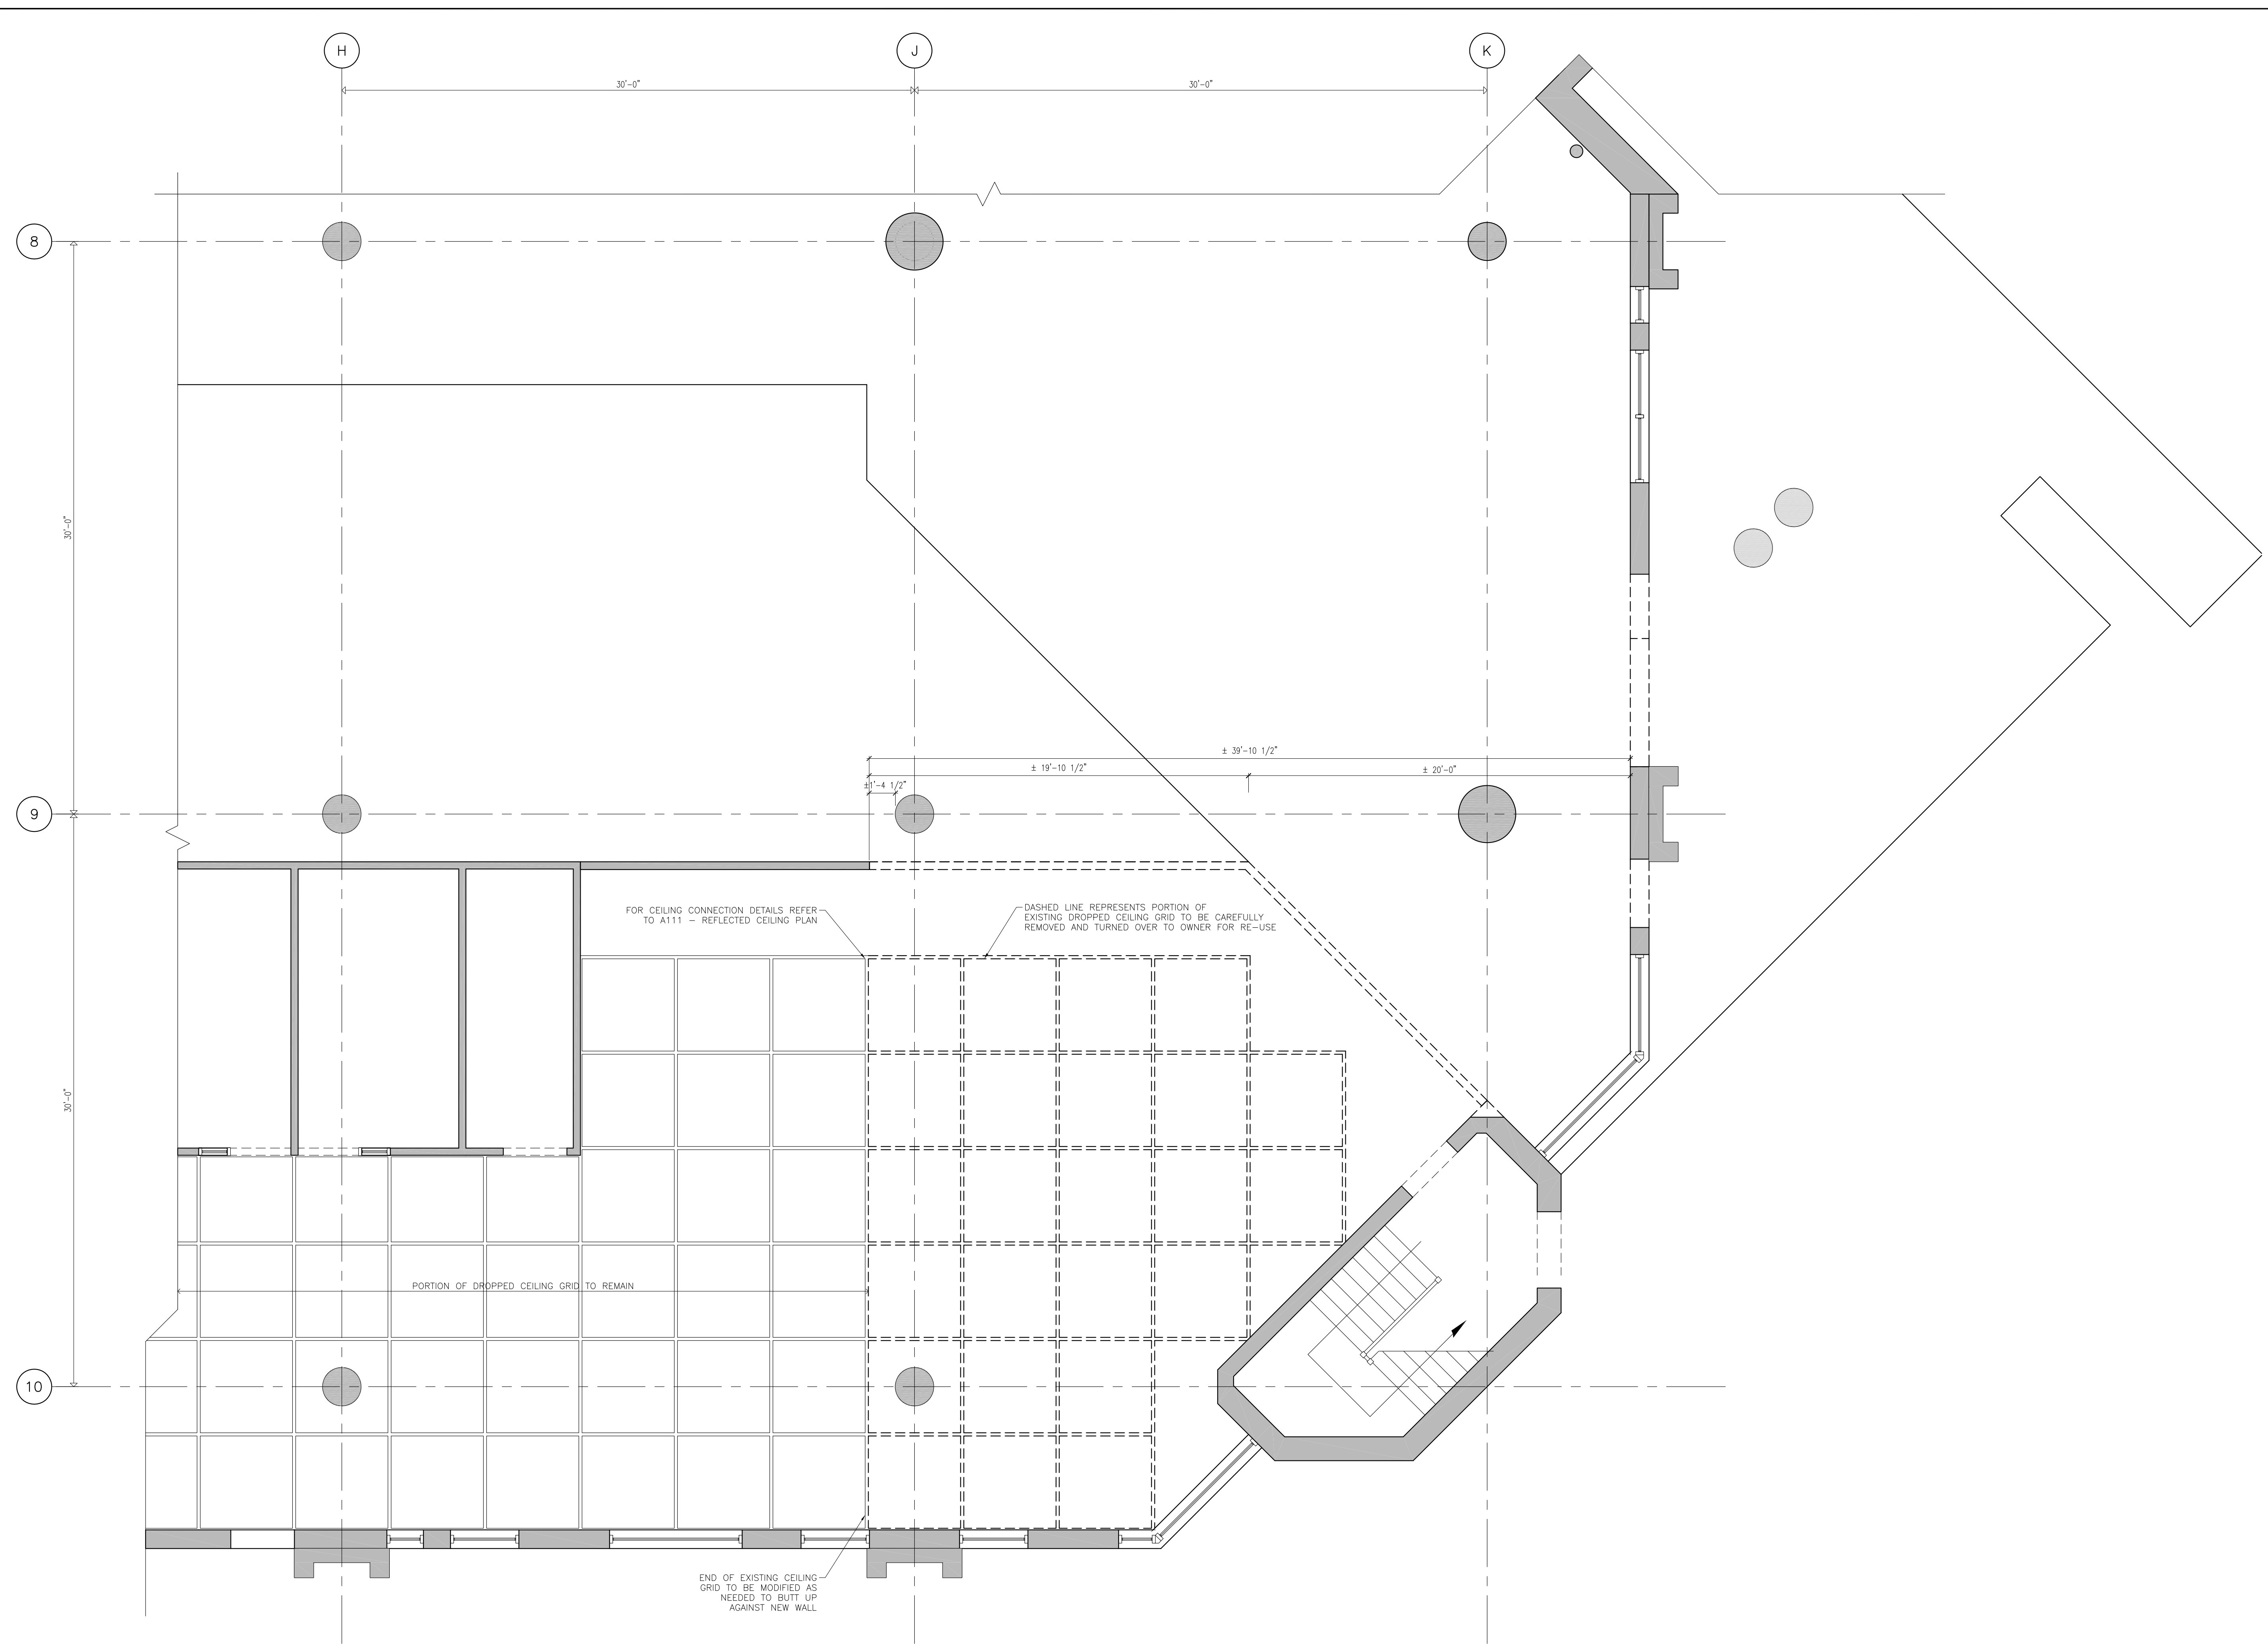 H
J
K
30'-0"
30'-0"
8
30'-0"
± 39'-10 1/2"
± 19'-10 1/2"
± 20'-0"
±1'-4 1/2"
9
FOR CEILING CONNECTION DETAILS REFER
TO A111 – REFLECTED CEILING PLAN
DASHED LINE REPRESENTS PORTION OF
EXISTING DROPPED CEILING GRID TO BE CAREFULLY
REMOVED AND TURNED OVER TO OWNER FOR RE–USE
30'-0"
PORTION OF DROPPED CEILING GRID TO REMAIN
10
END OF EXISTING CEILING
GRID TO BE MODIFIED AS
NEEDED TO BUTT UP
AGAINST NEW WALL